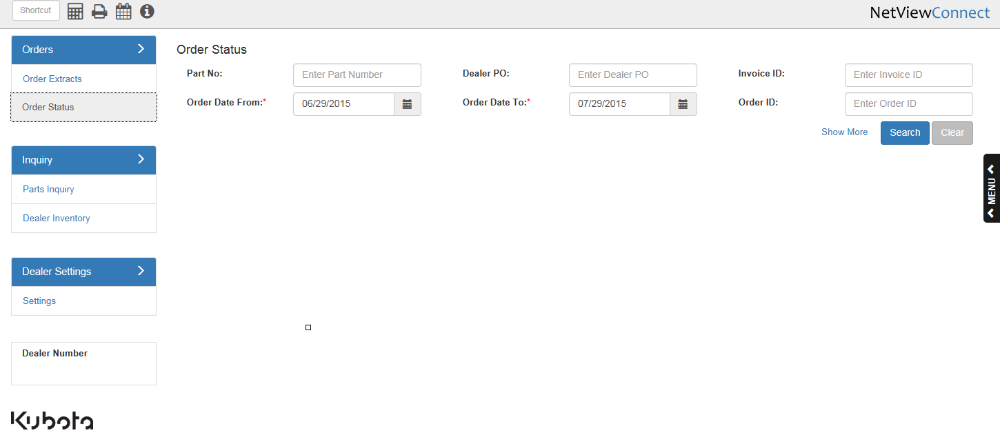 Shortcut
NetViewConnect
Orders
Order Extracts
Order Status
Inquiry
Parts Inquiry
Dealer Inventory
Dealer Settings
Settings
Dealer Number
Kubota
Order Status
Part No: Enter Part Number Dealer PO: Enter Dealer PO Invoice ID: Enter Invoice ID
Order Date From:* 06/29/2015 Order Date To:* 07/29/2015 Order ID: Enter Order ID
Show More Search Clear
MENU